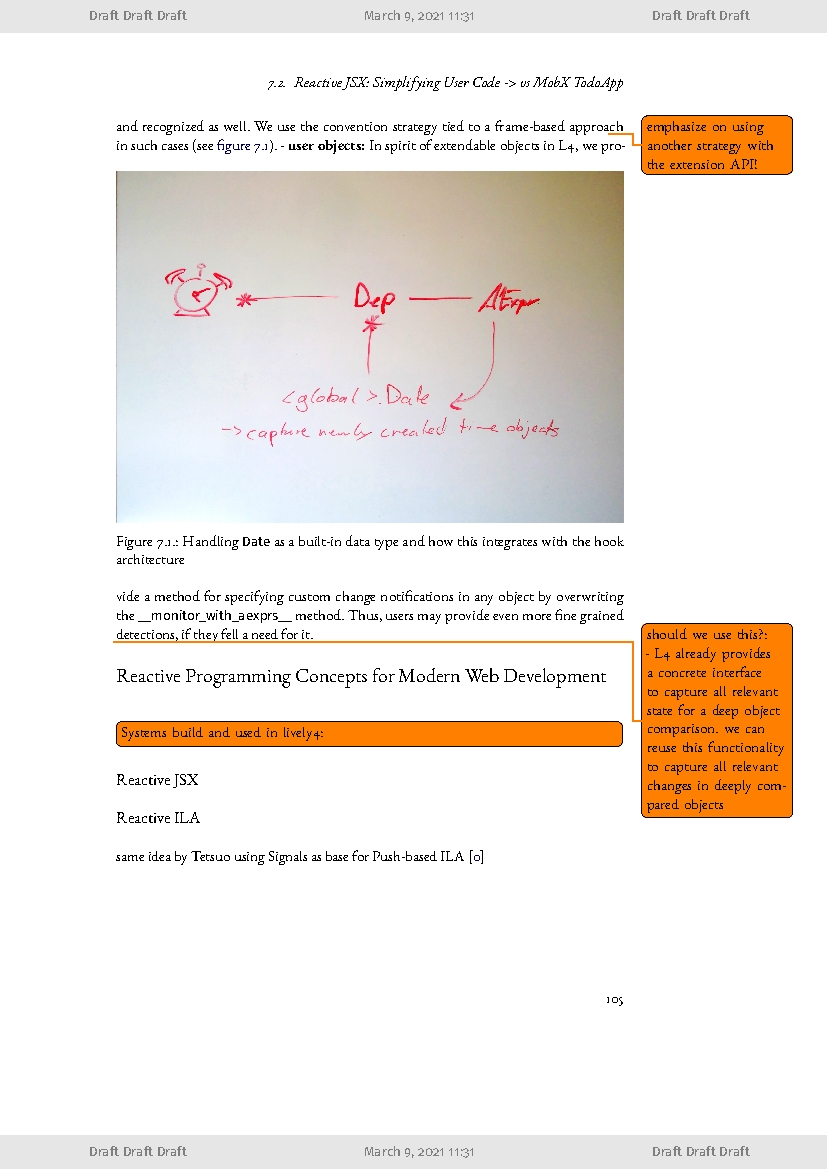 Draft Draft Draft March 9, 2021 11:31 Draft Draft Draft
7.2. Reactive JSX: Simplifying User Code -> vs MobX TodoApp
and recognized as well. We use the convention strategy tied to a frame-based approach
in such cases (see figure 7.1). - user objects: In spirit of extendable objects in L4, we pro-
emphasize on using
another strategy with
the extension API!
Dep
AExpr
<global>.Date
-> capture newly created time objects
Figure 7.1.: Handling Date as a built-in data type and how this integrates with the hook
architecture
vide a method for specifying custom change notifications in any object by overwriting
the __monitor_with_aexprs__ method. Thus, users may provide even more fine grained
detections, if they fell a need for it.
should we use this?:
- L4 already provides
a concrete interface
to capture all relevant
state for a deep object
comparison. we can
reuse this functionality
to capture all relevant
changes in deeply com-
pared objects
Reactive Programming Concepts for Modern Web Development
Systems build and used in lively4:
Reactive JSX
Reactive ILA
same idea by Tetsuo using Signals as base for Push-based ILA [0]
105
Draft Draft Draft March 9, 2021 11:31 Draft Draft Draft